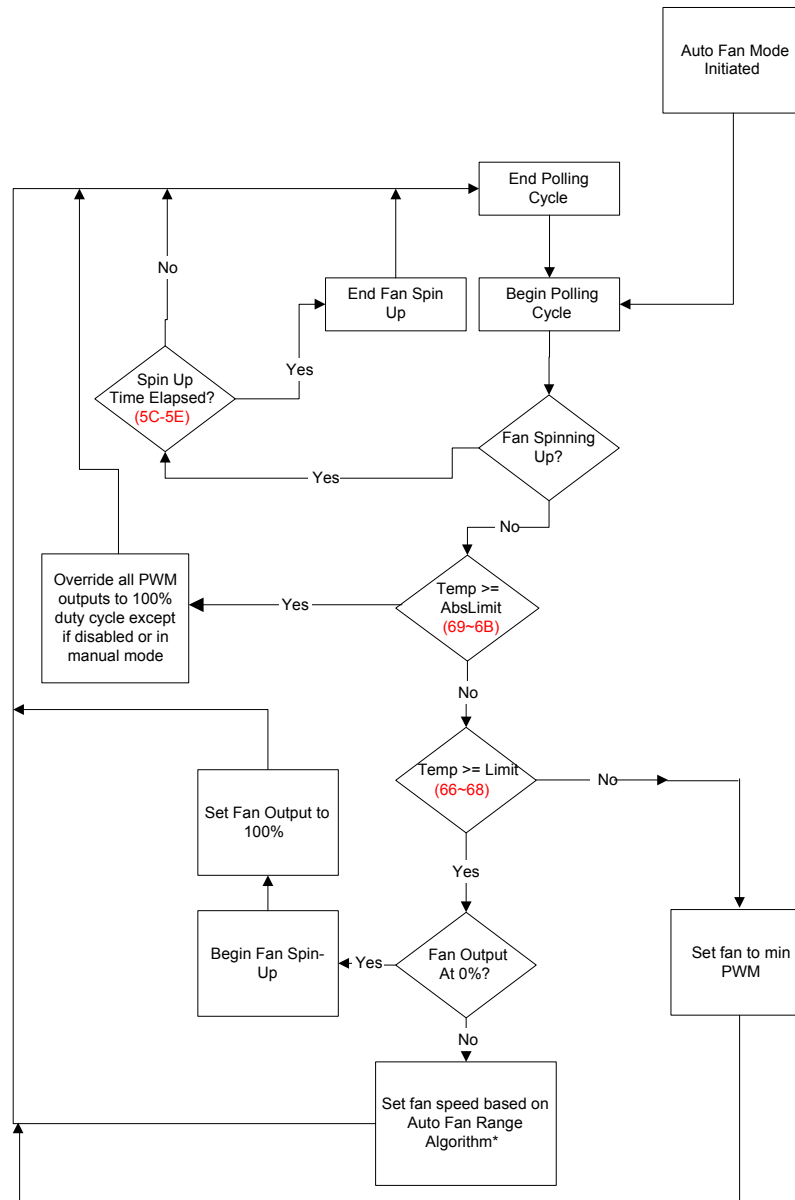 Auto Fan Mode
Initiated
End Polling
Cycle
No
End Fan Spin
Up
Begin Polling
Cycle
Yes
Spin Up
Time Elapsed?
(5C-5E)
Fan Spinning
Up?
Yes
No
Override all PWM
outputs to 100%
duty cycle except
if disabled or in
manual mode
Yes
Temp >=
AbsLimit
(69~6B)
No
Set Fan Output to
100%
Temp >= Limit
(66~68)
No
Yes
Begin Fan Spin-
Up
Yes
Fan Output
At 0%?
Set fan to min
PWM
No
Set fan speed based on
Auto Fan Range
Algorithm*